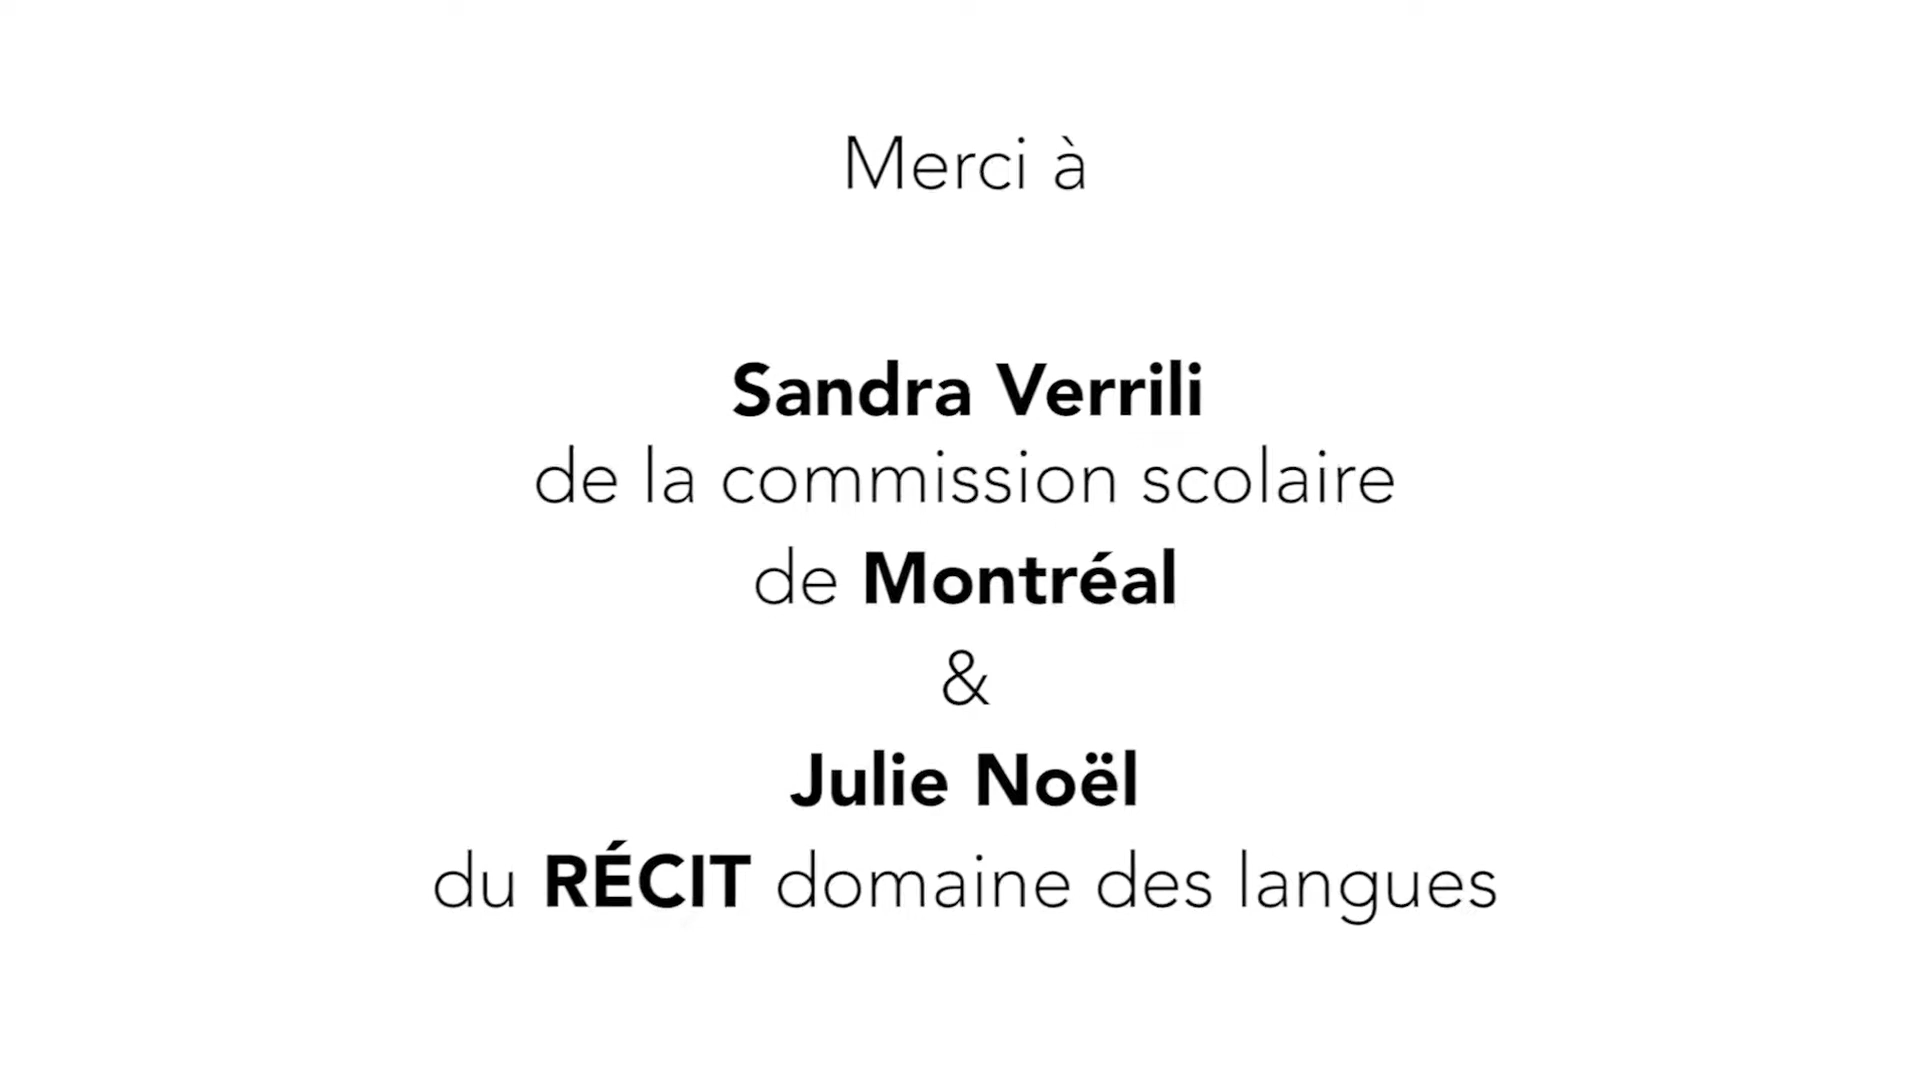 Merci à
Sandra Verrili
de la commission scolaire
de Montréal
&
Julie Noël
du RÉCIT domaine des langues